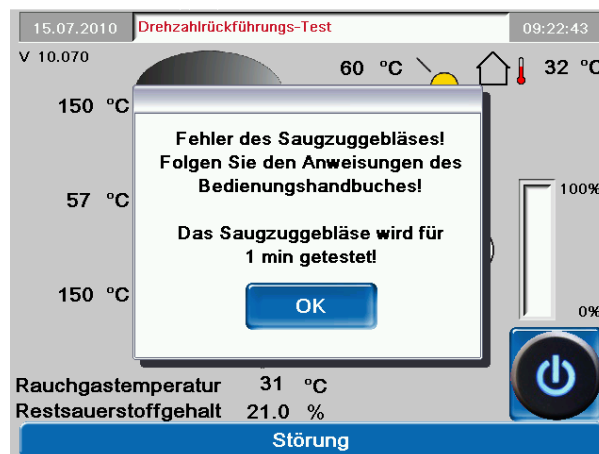 15.07.2010 Drehzahlrückführungs-Test 09:22:43
V 10.070
60 °C 32 °C
150 °C
Fehler des Saugzuggebläses!
Folgen Sie den Anweisungen des
Bedienungshandbuches!
57 °C
100%
Das Saugzuggebläse wird für
1 min getestet!
150 °C
OK
0%
Rauchgastemperatur 31 °C
Restsauerstoffgehalt 21.0 %
Störung